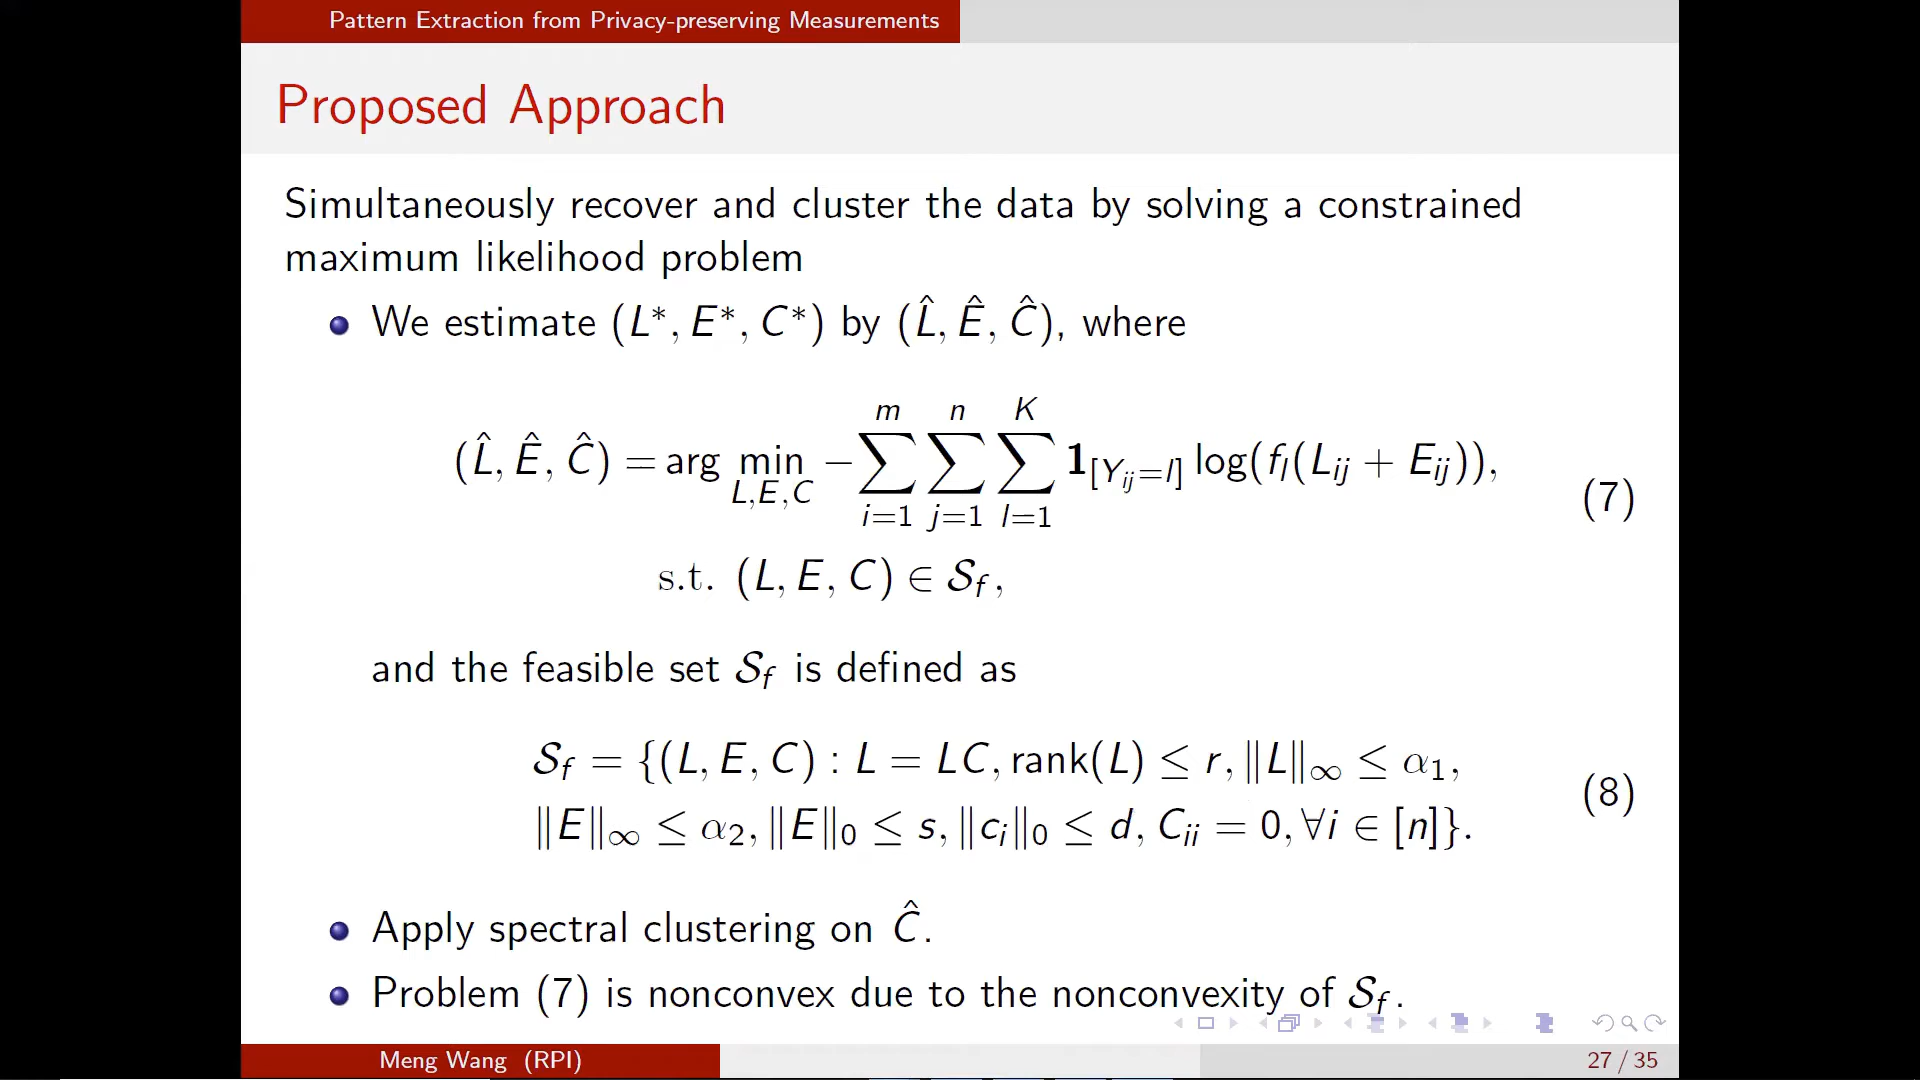 Pattern Extraction from Privacy-preserving Measurements
Proposed Approach
Simultaneously recover and cluster the data by solving a constrained
maximum likelihood problem
We estimate (L*, E*, C*) by (L̂, Ê, Ĉ), where
(L̂, Ê, Ĉ) = arg min_{L,E,C} −∑_{i=1}^{m} ∑_{j=1}^{n} ∑_{l=1}^{K} 𝟏_{[Y_{ij}=l]} log(f_l(L_{ij} + E_{ij})),
(7)
s.t. (L, E, C) ∈ 𝒮_f,
and the feasible set 𝒮_f is defined as
𝒮_f = {(L, E, C) : L = LC, rank(L) ≤ r, ‖L‖_∞ ≤ α_1,
(8)
‖E‖_∞ ≤ α_2, ‖E‖_0 ≤ s, ‖c_i‖_0 ≤ d, C_{ii} = 0, ∀i ∈ [n]}.
Apply spectral clustering on Ĉ.
Problem (7) is nonconvex due to the nonconvexity of 𝒮_f.
Meng Wang (RPI)
27 / 35